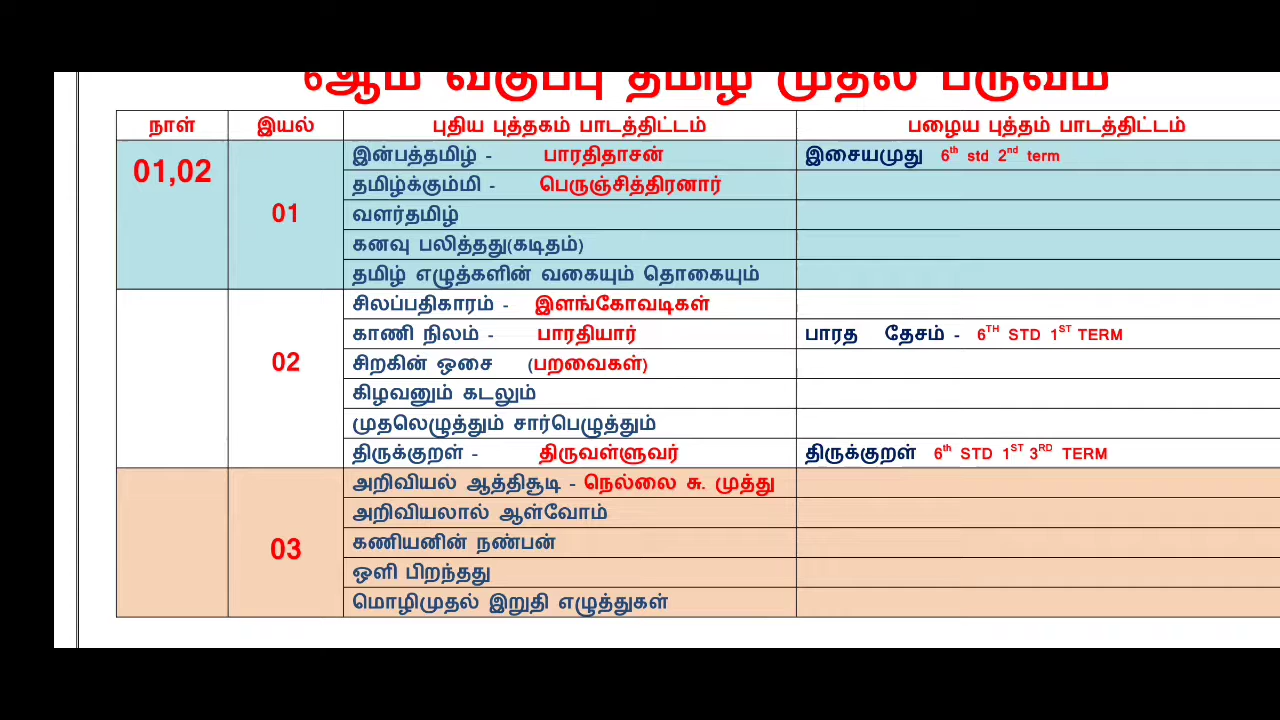 6ஆம் வகுப்பு தமிழ் முதல் பருவம்
நாள் இயல் புதிய புத்தகம் பாடத்திட்டம் பழைய புத்தம் பாடத்திட்டம்
01,02 01 இன்பத்தமிழ் - பாரதிதாசன் இசையமுது 6th std 2nd term
தமிழ்க்கும்மி - பெருஞ்சித்திரனார்
வளர்தமிழ்
கனவு பலித்தது(கடிதம்)
தமிழ் எழுத்களின் வகையும் தொகையும்
02 சிலப்பதிகாரம் - இளங்கோவடிகள்
காணி நிலம் - பாரதியார் பாரத தேசம் - 6TH STD 1ST TERM
சிறகின் ஒசை (பறவைகள்)
கிழவனும் கடலும்
முதலெழுத்தும் சார்பெழுத்தும்
திருக்குறள் - திருவள்ளுவர் திருக்குறள் 6th STD 1ST 3RD TERM
03 அறிவியல் ஆத்திசூடி - நெல்லை சு. முத்து
அறிவியலால் ஆள்வோம்
கணியனின் நண்பன்
ஒளி பிறந்தது
மொழிமுதல் இறுதி எழுத்துகள்